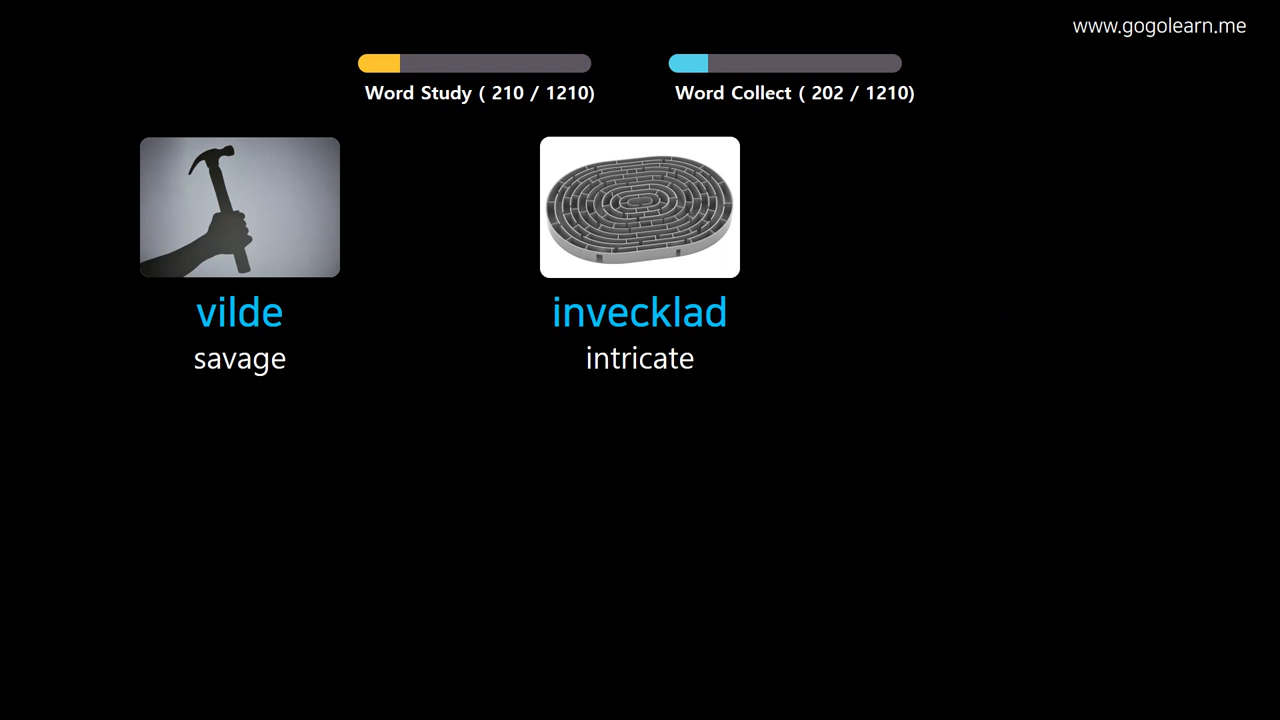 www.gogolearn.me
Word Study ( 210 / 1210)
Word Collect ( 202 / 1210)
vilde
savage
invecklad
intricate